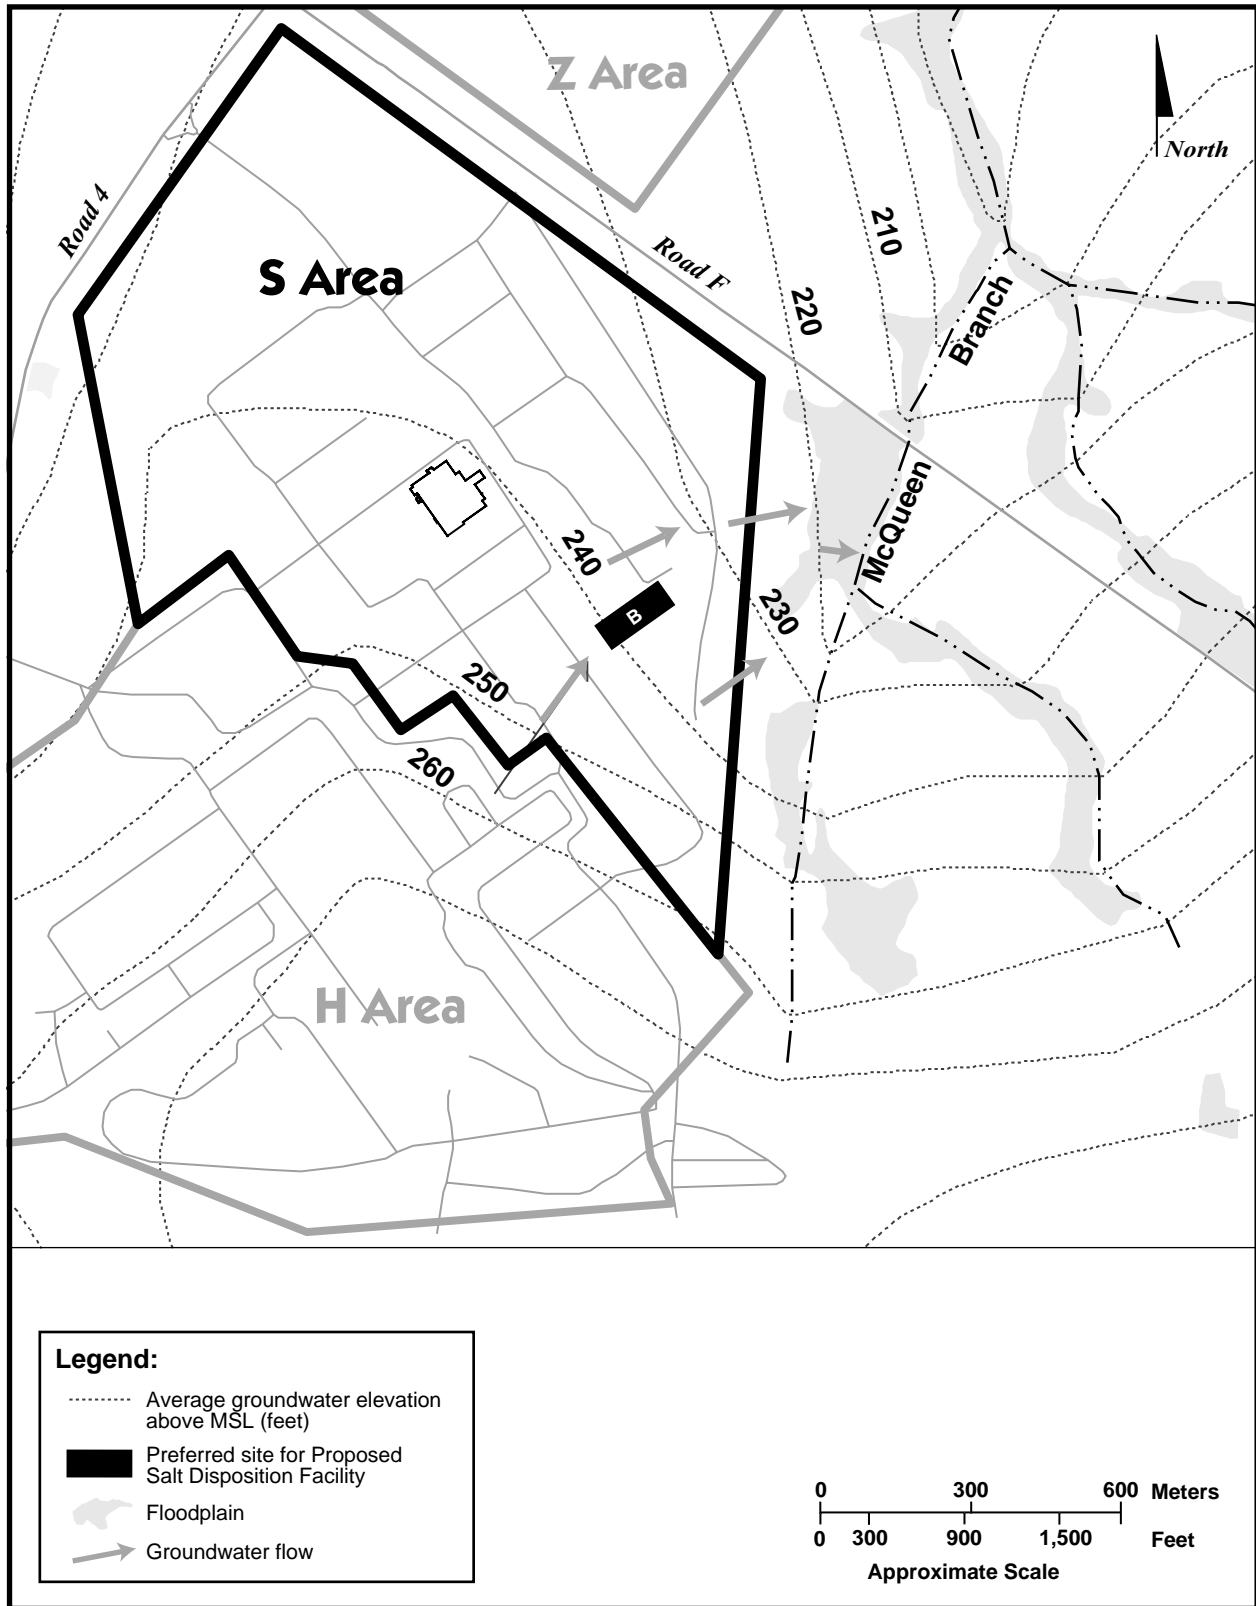 Z Area
North
Road 4
210
S Area
Road F
220
Branch
McQueen
240
230
B
250
260
H Area
Legend:
Average groundwater elevation
above MSL (feet)
Preferred site for Proposed
Salt Disposition Facility
Floodplain
Groundwater flow
0 300 600 Meters
0 300 900 1,500 Feet
Approximate Scale